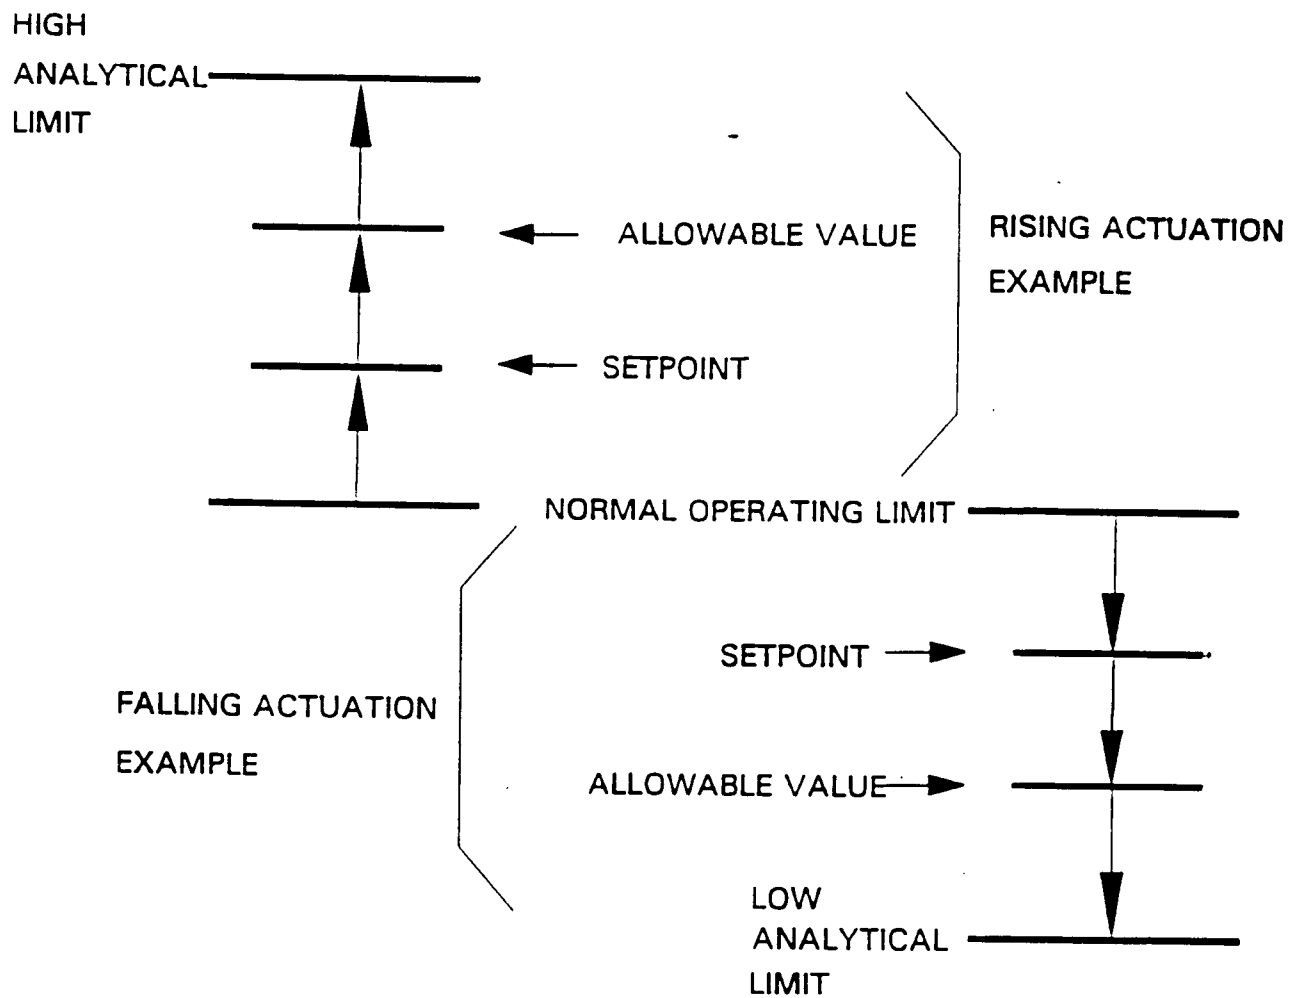 HIGH
ANALYTICAL
LIMIT
ALLOWABLE VALUE
RISING ACTUATION
EXAMPLE
SETPOINT
NORMAL OPERATING LIMIT
SETPOINT
FALLING ACTUATION
EXAMPLE
ALLOWABLE VALUE
LOW
ANALYTICAL
LIMIT